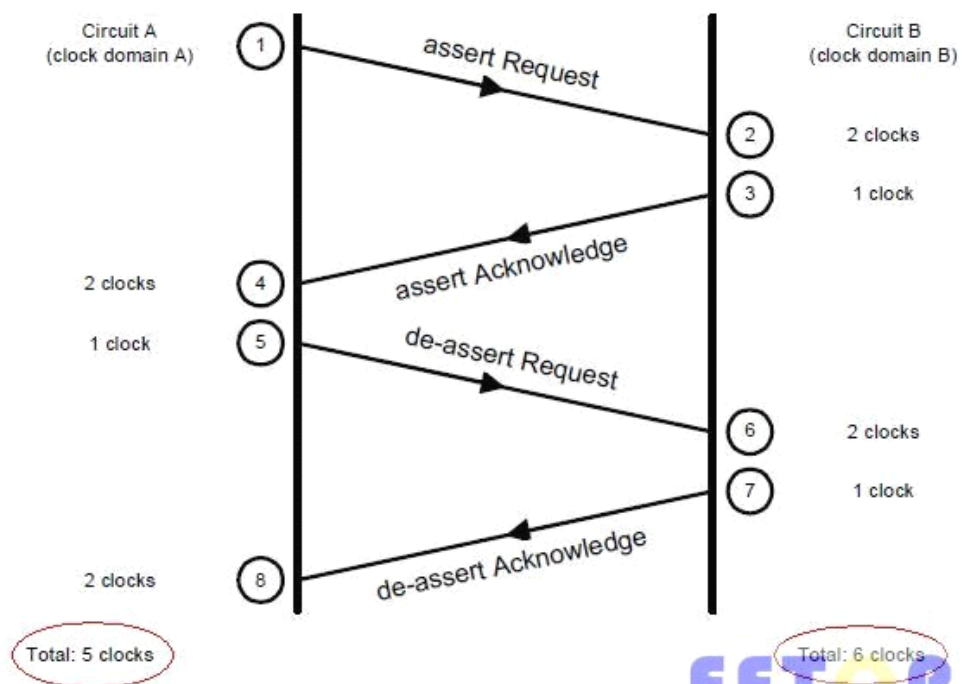 Circuit A
(clock domain A)
Circuit B
(clock domain B)
1
assert Request
2
2 clocks
3
1 clock
assert Acknowledge
2 clocks
4
1 clock
5
de-assert Request
6
2 clocks
7
1 clock
de-assert Acknowledge
2 clocks
8
Total: 5 clocks
Total: 6 clocks